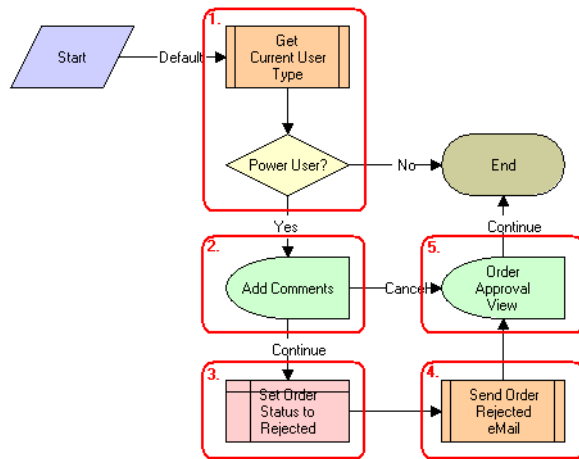 1.
Start
Default
Get
Current User
Type
Power User?
No
End
Yes
Continue
2.
Add Comments
Cancel
5.
Order
Approval
View
Continue
3.
Set Order
Status to
Rejected
4.
Send Order
Rejected
eMail